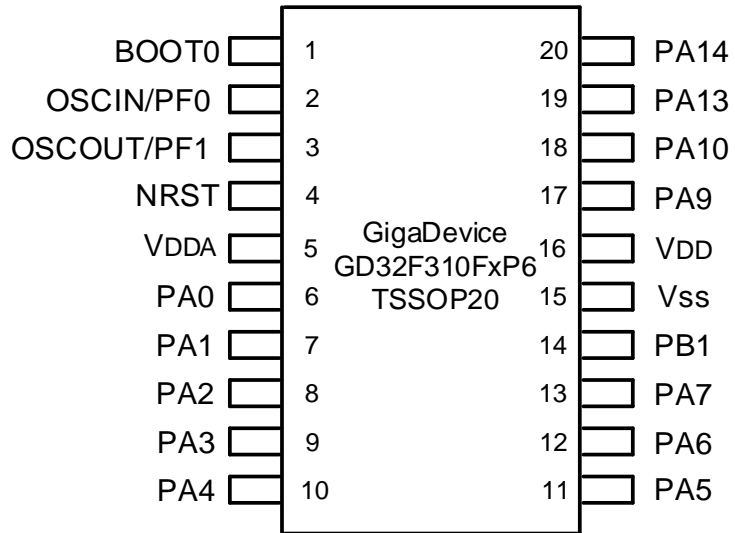 BOOT0 1 20 PA14
OSCIN/PF0 2 19 PA13
OSCOUT/PF1 3 18 PA10
NRST 4 17 PA9
VDDA 5 GigaDevice 16 VDD
GD32F310FxP6
PA0 6 TSSOP20 15 Vss
PA1 7 14 PB1
PA2 8 13 PA7
PA3 9 12 PA6
PA4 10 11 PA5